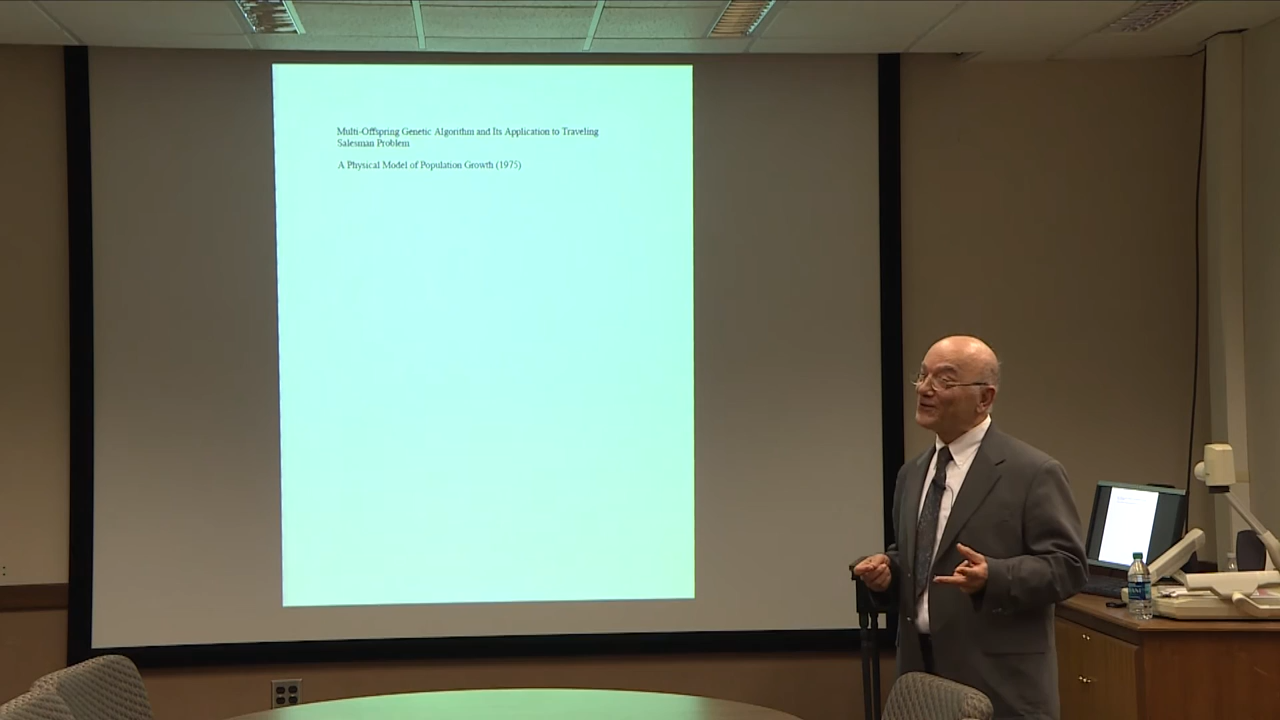 Multi-Offspring Genetic Algorithm and Its Application to Traveling
Salesman Problem
A Physical Model of Population Growth (1975)